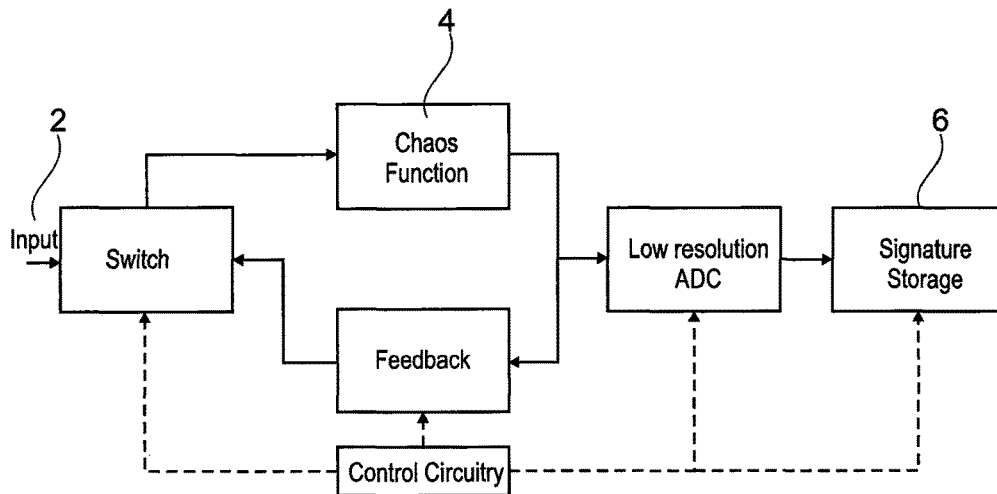 4
2
6
Chaos
Function
Input
Switch
Low resolution
ADC
Signature
Storage
Feedback
Control Circuitry